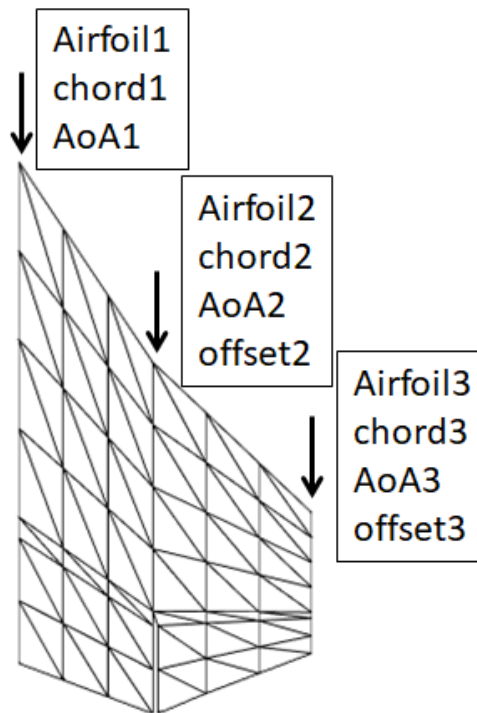 Airfoil1
chord1
AoA1
Airfoil2
chord2
AoA2
offset2
Airfoil3
chord3
AoA3
offset3